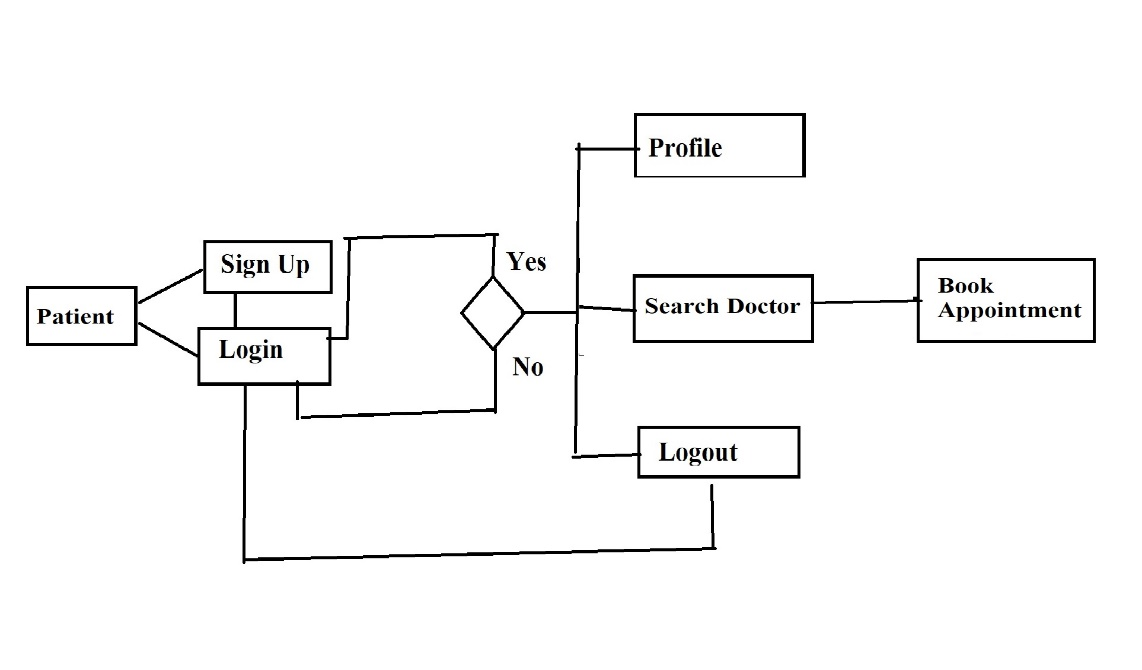 Patient
Sign Up
Login
Yes
No
Profile
Search Doctor
Logout
Book
Appointment